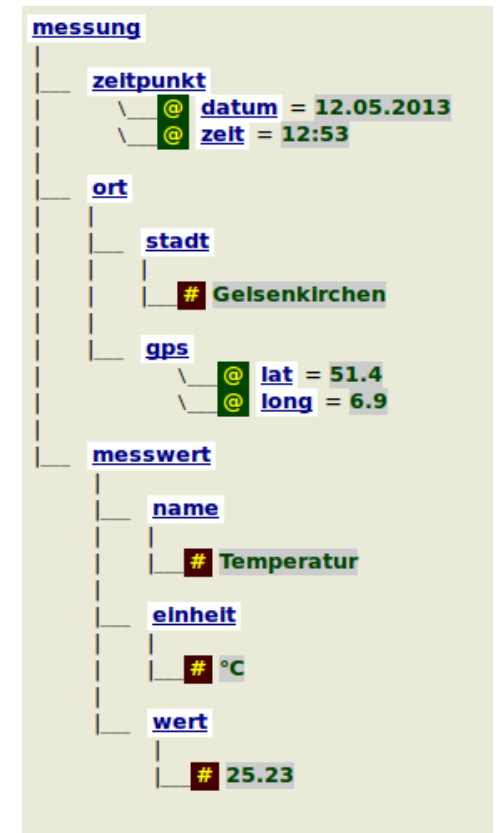 messung
zeitpunkt
@ datum = 12.05.2013
@ zeit = 12:53
ort
stadt
# Gelsenkirchen
gps
@ lat = 51.4
@ long = 6.9
messwert
name
# Temperatur
einheit
# °C
wert
# 25.23